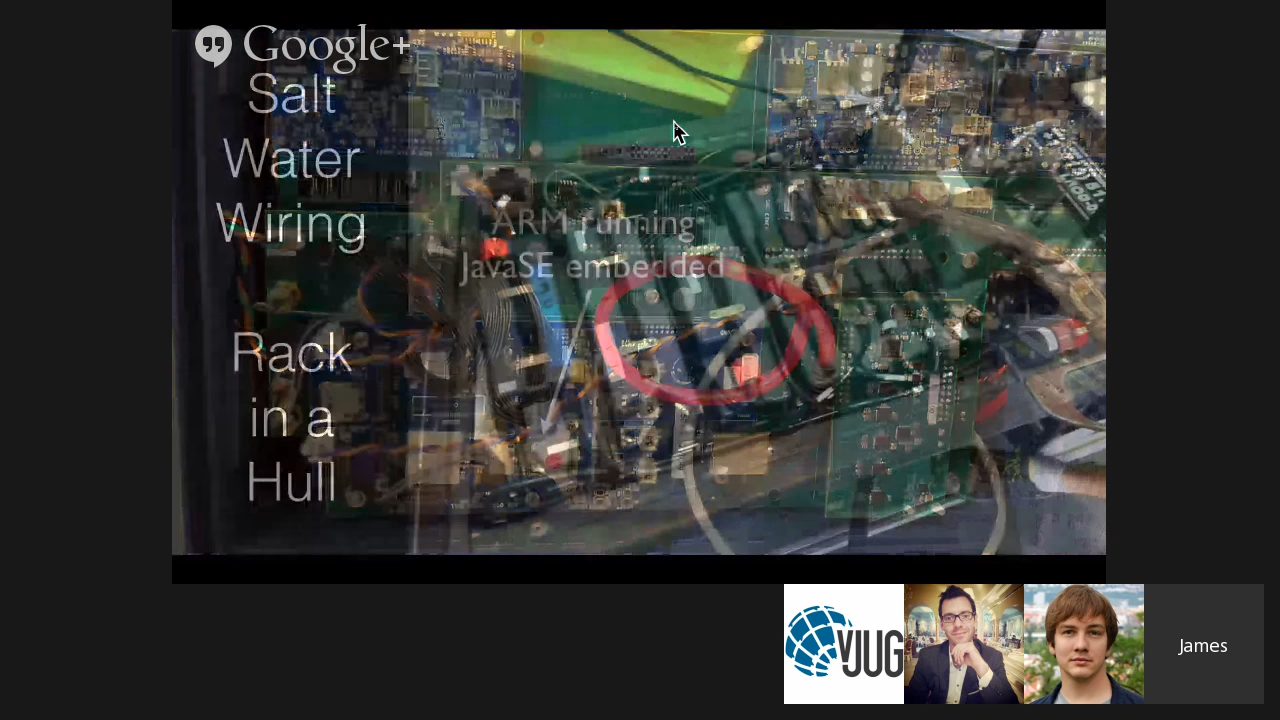 Google+
Salt
Water
Wiring
ARM running
JavaSE embedded
Rack
in a
Hull
vJUG
James